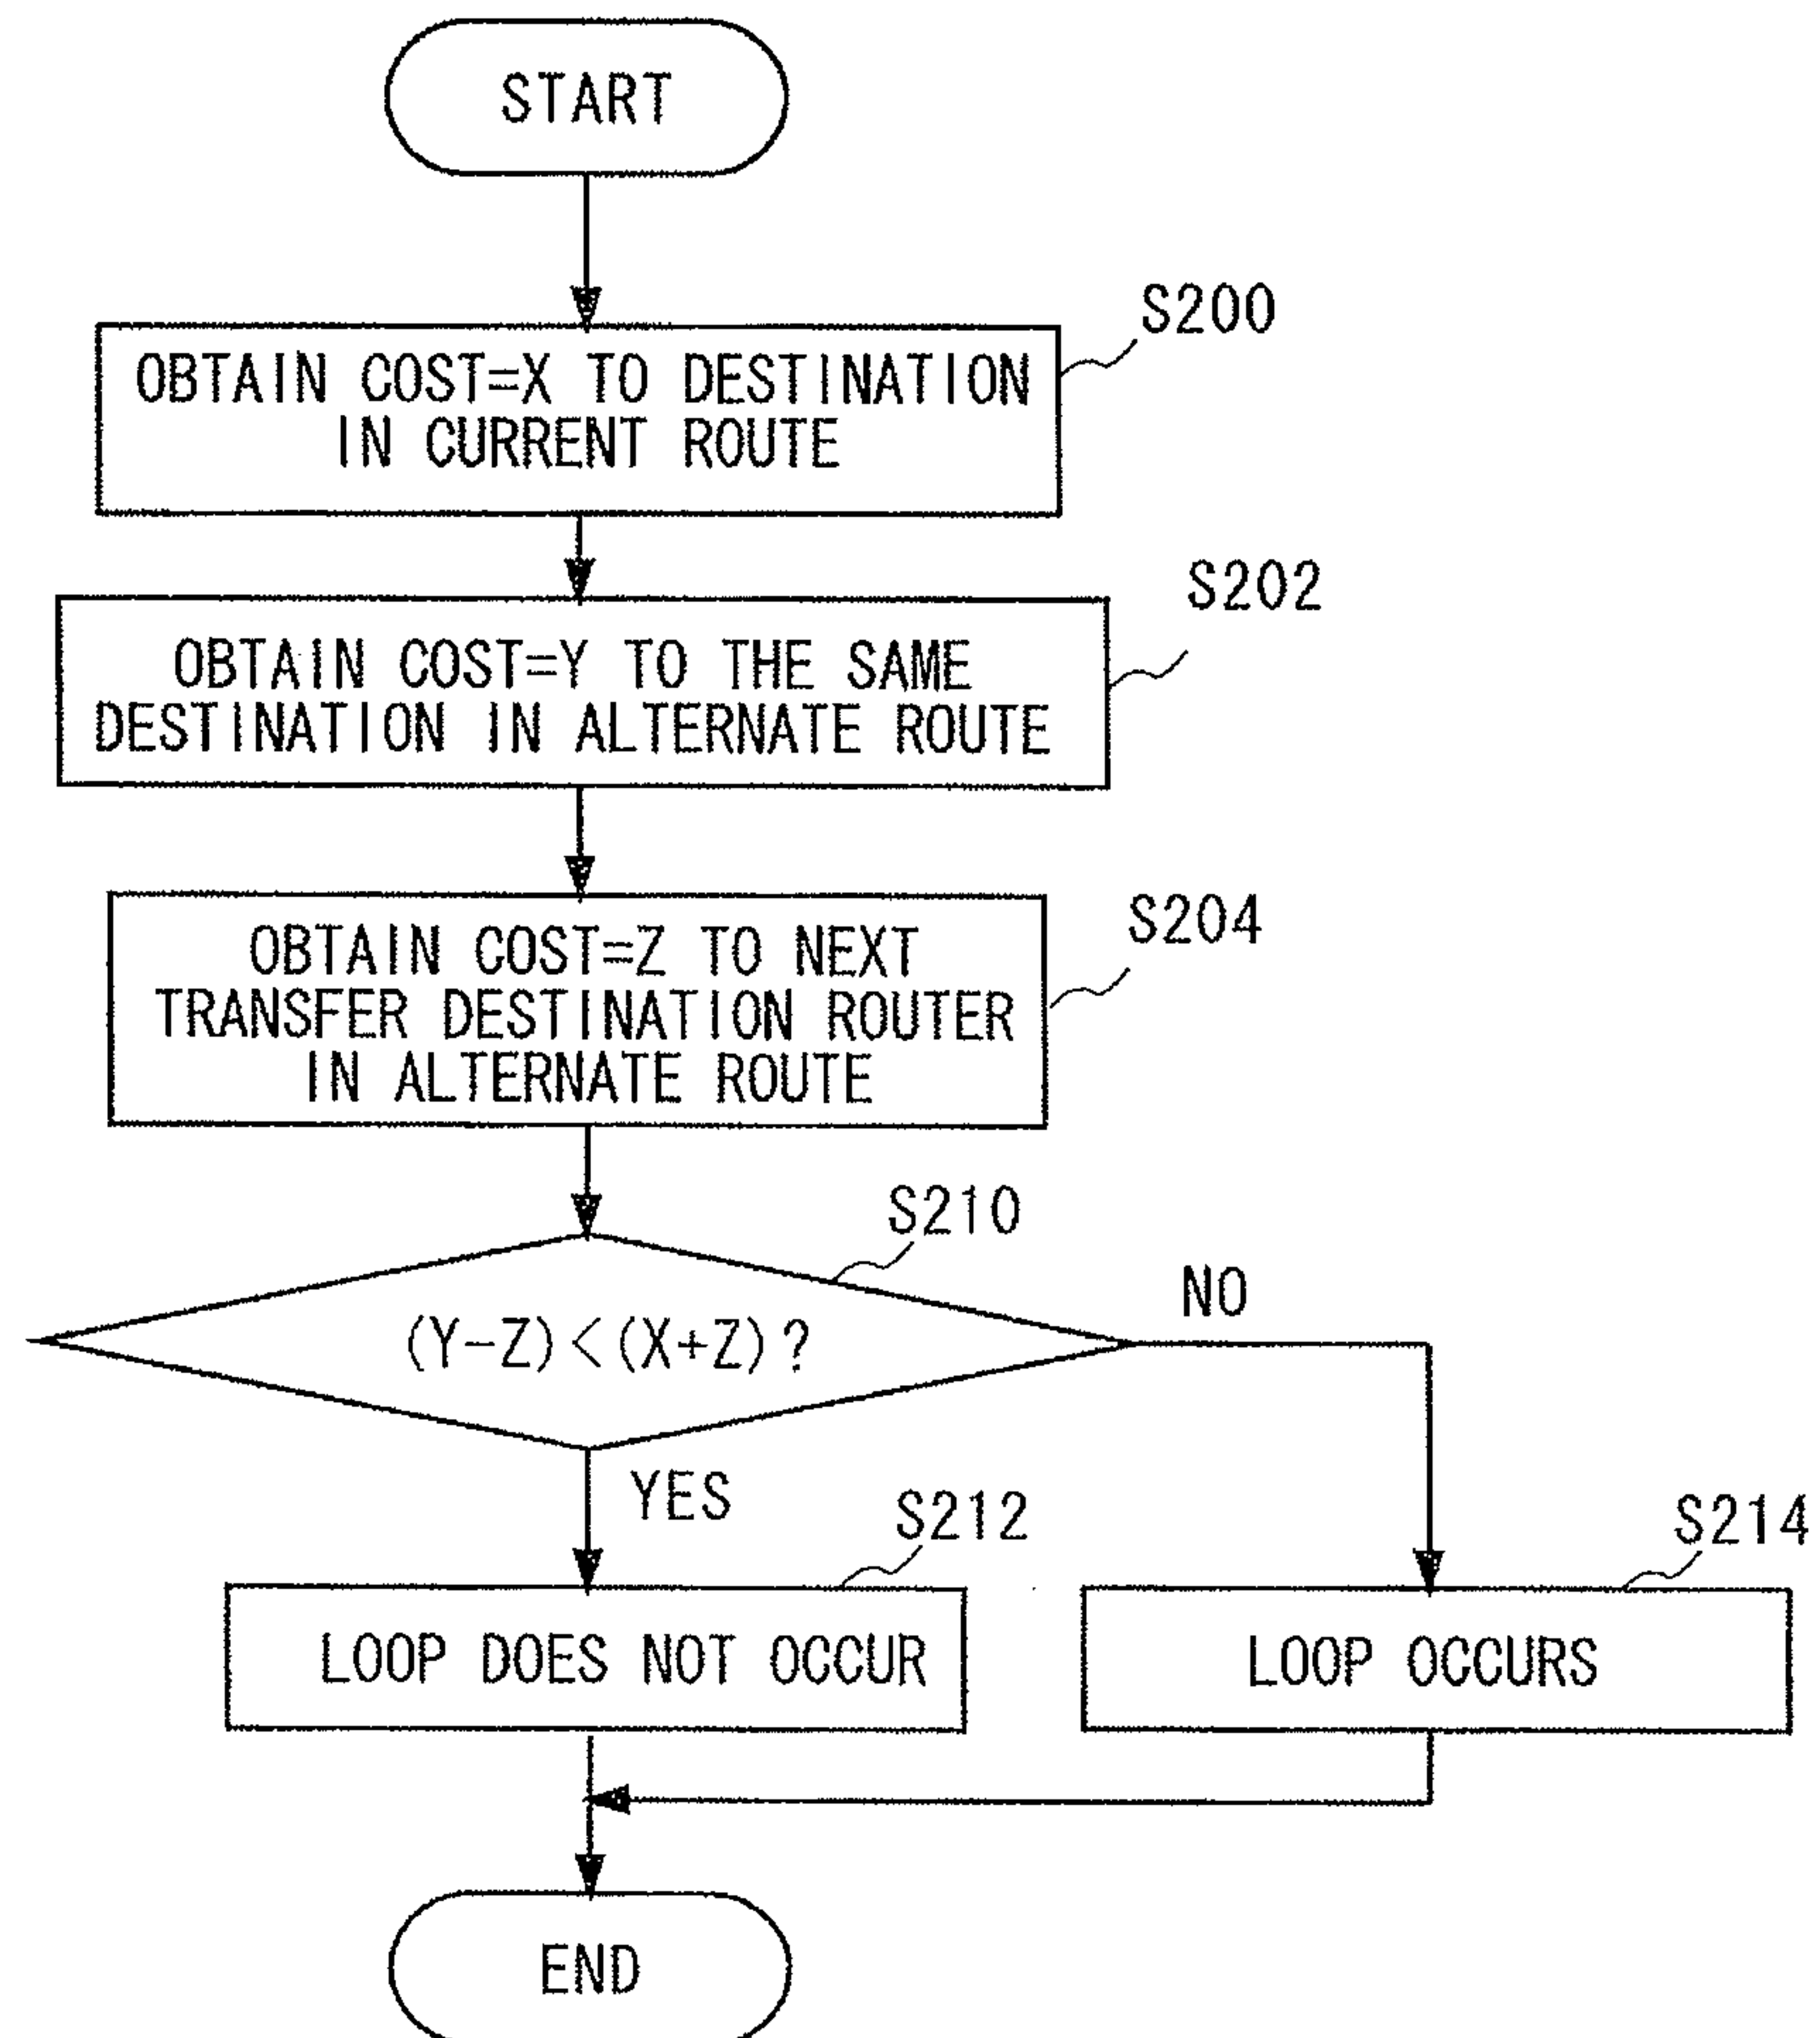 START
S200
OBTAIN COST=X TO DESTINATION
IN CURRENT ROUTE
S202
OBTAIN COST=Y TO THE SAME
DESTINATION IN ALTERNATE ROUTE
S204
OBTAIN COST=Z TO NEXT
TRANSFER DESTINATION ROUTER
IN ALTERNATE ROUTE
S210
NO
(Y-Z)<(X+Z)?
YES
S212
S214
LOOP DOES NOT OCCUR
LOOP OCCURS
END